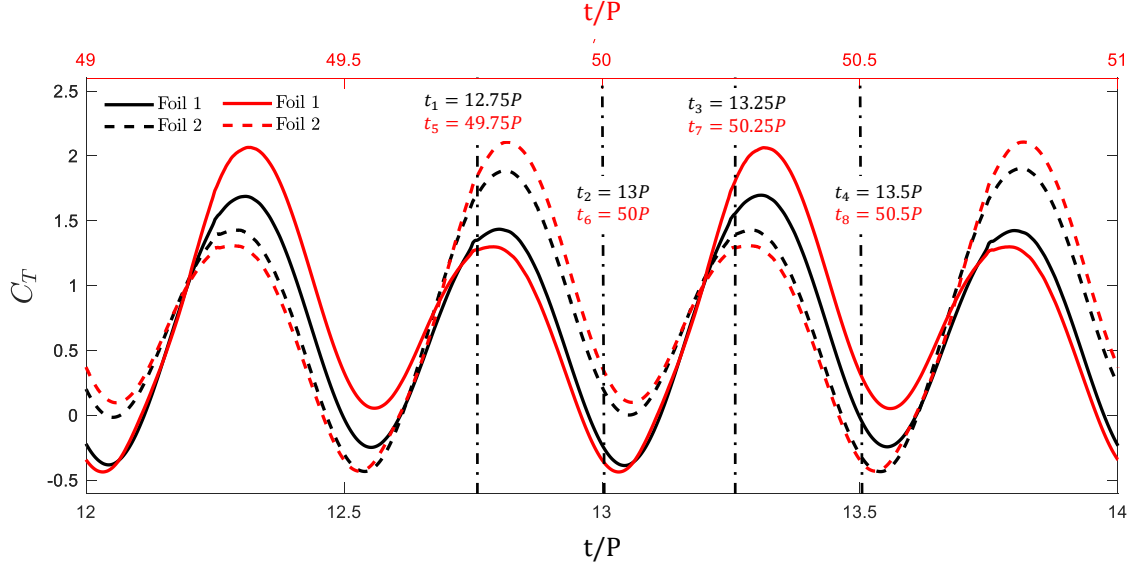 t/P
49 49.5 50 50.5 51
2.5
2
1.5
1
0.5
0
-0.5
C_T
Foil 1 Foil 1
Foil 2 Foil 2
t₁ = 12.75P
t₅ = 49.75P
t₂ = 13P
t₆ = 50P
t₃ = 13.25P
t₇ = 50.25P
t₄ = 13.5P
t₈ = 50.5P
12 12.5 13 13.5 14
t/P